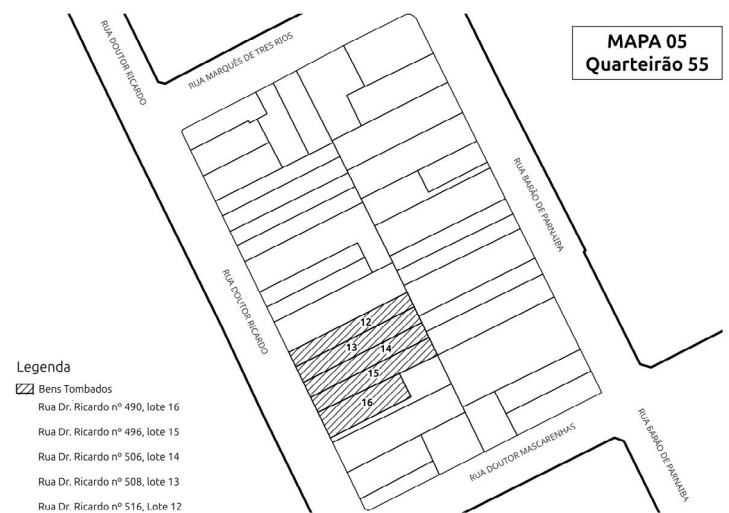 MAPA 05
Quarteirão 55
RUA DOUTOR RICARDO
RUA MARQUÊS DE TRES RIOS
RUA BARÃO DE PARNAÍBA
RUA DOUTOR RICARDO
12
13
14
15
16
RUA DOUTOR MASCARENHAS
RUA BARÃO DE PARNAÍBA
Legenda
Bens Tombados
Rua Dr. Ricardo nº 490, lote 16
Rua Dr. Ricardo nº 496, lote 15
Rua Dr. Ricardo nº 506, lote 14
Rua Dr. Ricardo nº 508, lote 13
Rua Dr. Ricardo nº 516, Lote 12